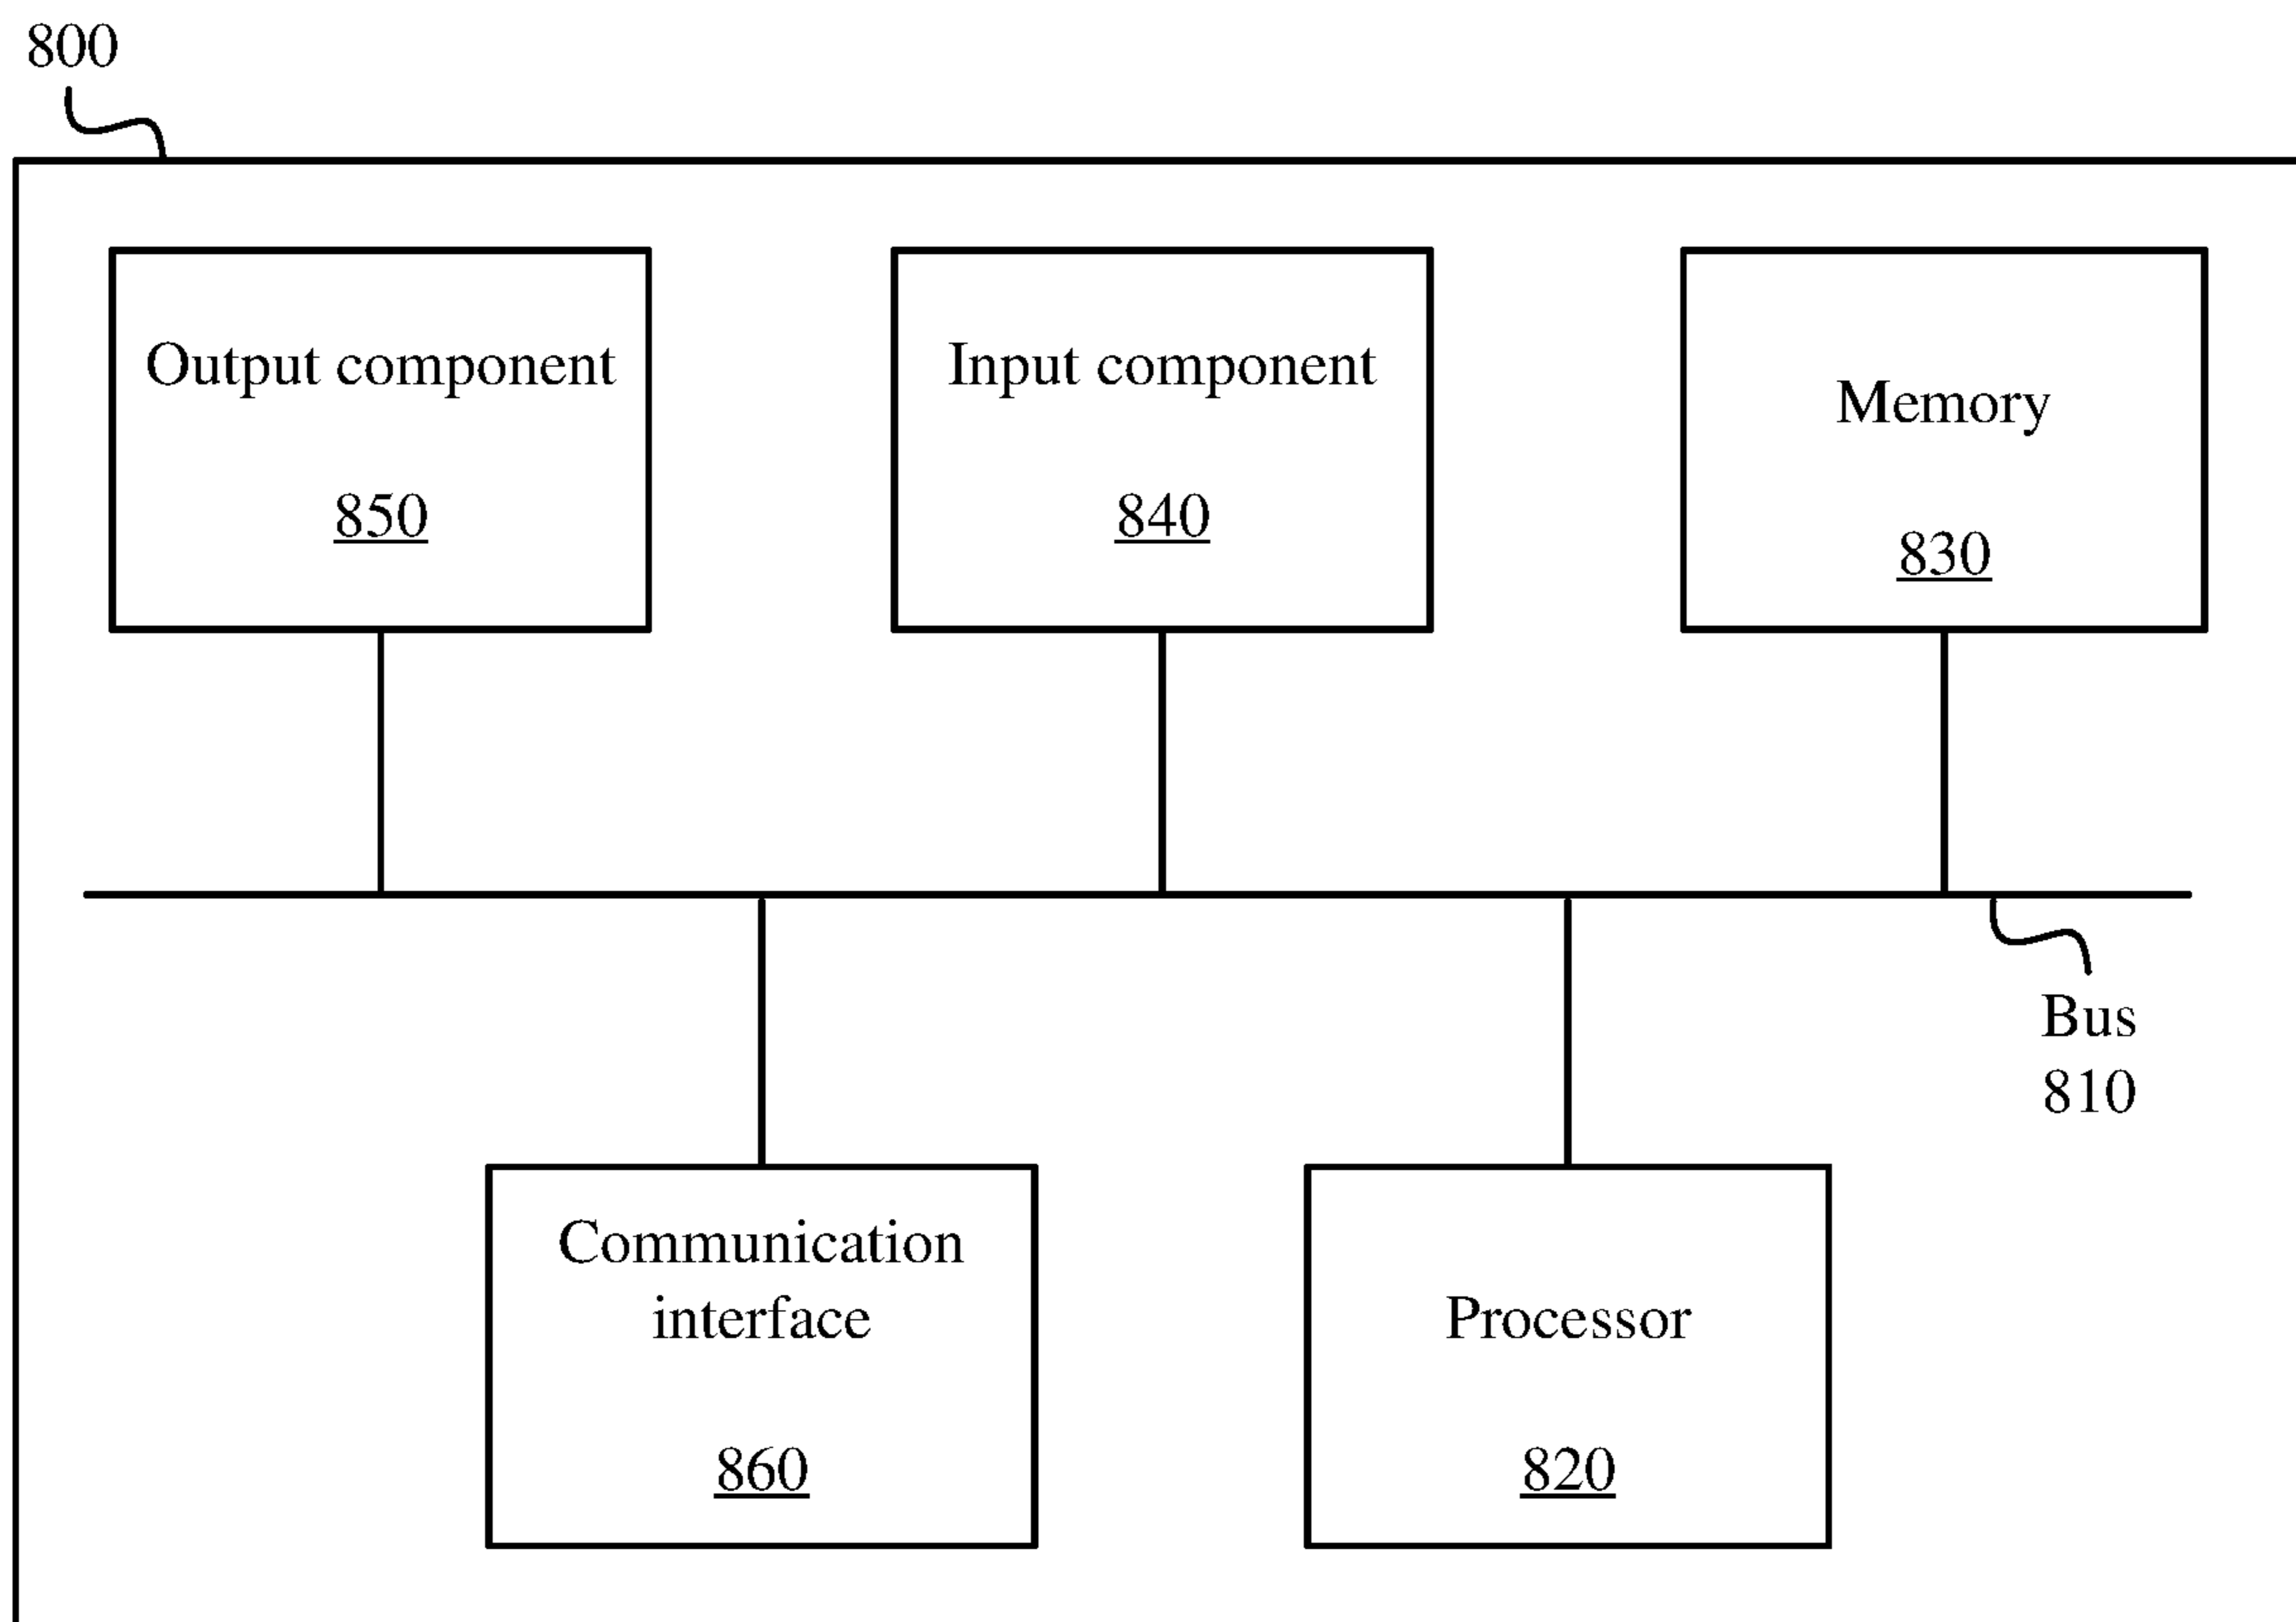 800
Output component
850
Input component
840
Memory
830
Bus
810
Communication
interface
860
Processor
820